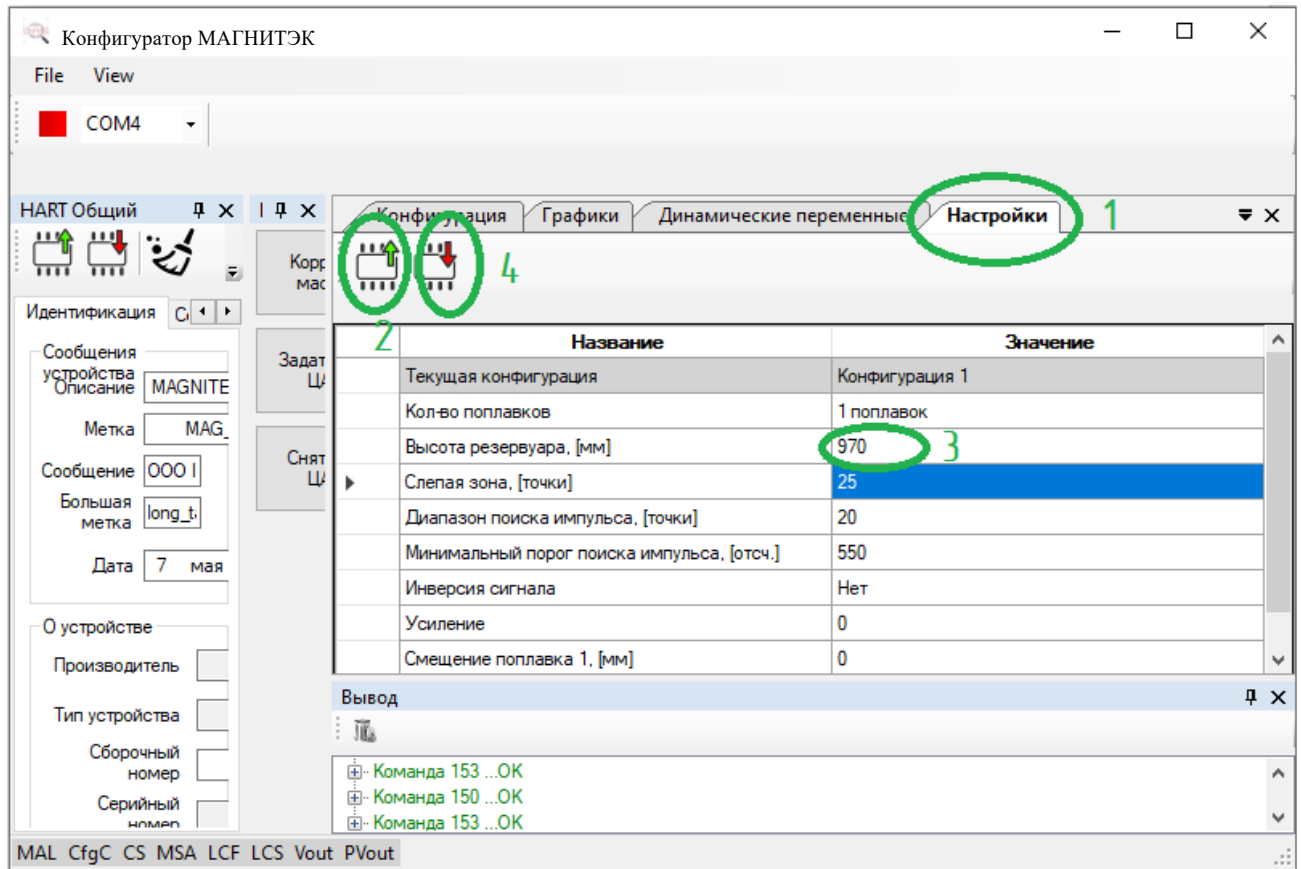 Конфигуратор МАГНИТЭК
File View
COM4
HART Общий
Идентификация
Сообщения
устройства
Описание MAGNITE
Метка MAG_
Сообщение ООО
Большая
метка long_t
Дата 7 мая
О устройстве
Производитель
Тип устройства
Сборочный
номер
Серийный
номер
Корр
мас
Задат
ЦА
Снят
ЦА
Конфигурация Графики Динамические переменные Настройки 1
4
2
Название Значение
Текущая конфигурация Конфигурация 1
Кол-во поплавков 1 поплавок
Высота резервуара, [мм] 970 3
Слепая зона, [точки] 25
Диапазон поиска импульса, [точки] 20
Минимальный порог поиска импульса, [отсч.] 550
Инверсия сигнала Нет
Усиление 0
Смещение поплавка 1, [мм] 0
Вывод
Команда 153 ...OK
Команда 150 ...OK
Команда 153 ...OK
MAL CfgC CS MSA LCF LCS Vout PVout